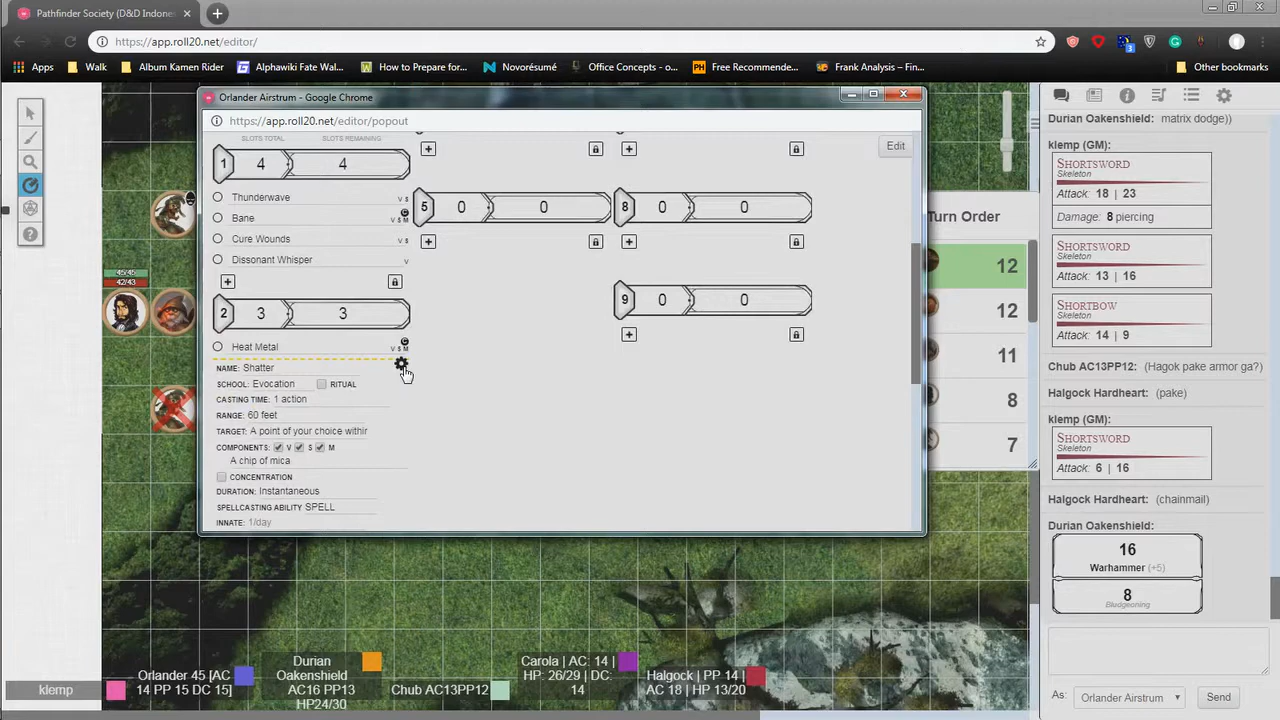 Pathfinder Society (D&D Indones
https://app.roll20.net/editor/
3
Apps
Walk
Album Kamen Rider
Alphawiki Fate Wal...
How to Prepare for...
Novorésumé
Office Concepts – o...
Free Recommende...
Frank Analysis – Fin...
Other bookmarks
Orlander Airstrum - Google Chrome
https://app.roll20.net/editor/popout
Edit
SLOTS TOTAL SLOTS REMAINING
1 4 4
Thunderwave V S
Bane V S M
Cure Wounds V S
Dissonant Whisper V
2 3 3
Heat Metal V S M
NAME: Shatter
SCHOOL: Evocation RITUAL
CASTING TIME: 1 action
RANGE: 60 feet
TARGET: A point of your choice withir
COMPONENTS: V S M
A chip of mica
CONCENTRATION
DURATION: Instantaneous
SPELLCASTING ABILITY SPELL
INNATE: 1/day
5 0 0
8 0 0
9 0 0
45/45
42/43
Turn Order
12
12
11
8
7
Durian Oakenshield: matrix dodge))
klemp (GM):
SHORTSWORD
Skeleton
Attack: 18 | 23
Damage: 8 piercing
SHORTSWORD
Skeleton
Attack: 13 | 16
SHORTBOW
Skeleton
Attack: 14 | 9
Chub AC13PP12: (Hagok pake armor ga?)
Halgock Hardheart: (pake)
klemp (GM):
SHORTSWORD
Skeleton
Attack: 6 | 16
Halgock Hardheart: (chainmail)
Durian Oakenshield:
16
Warhammer (+5)
8
Bludgeoning
As: Orlander Airstrum
Send
klemp
Orlander 45 [AC
14 PP 15 DC 15]
Durian
Oakenshield
AC16 PP13
HP24/30
Chub AC13PP12
Carola | AC: 14 |
HP: 26/29 | DC:
14
Halgock | PP 14 |
AC 18 | HP 13/20